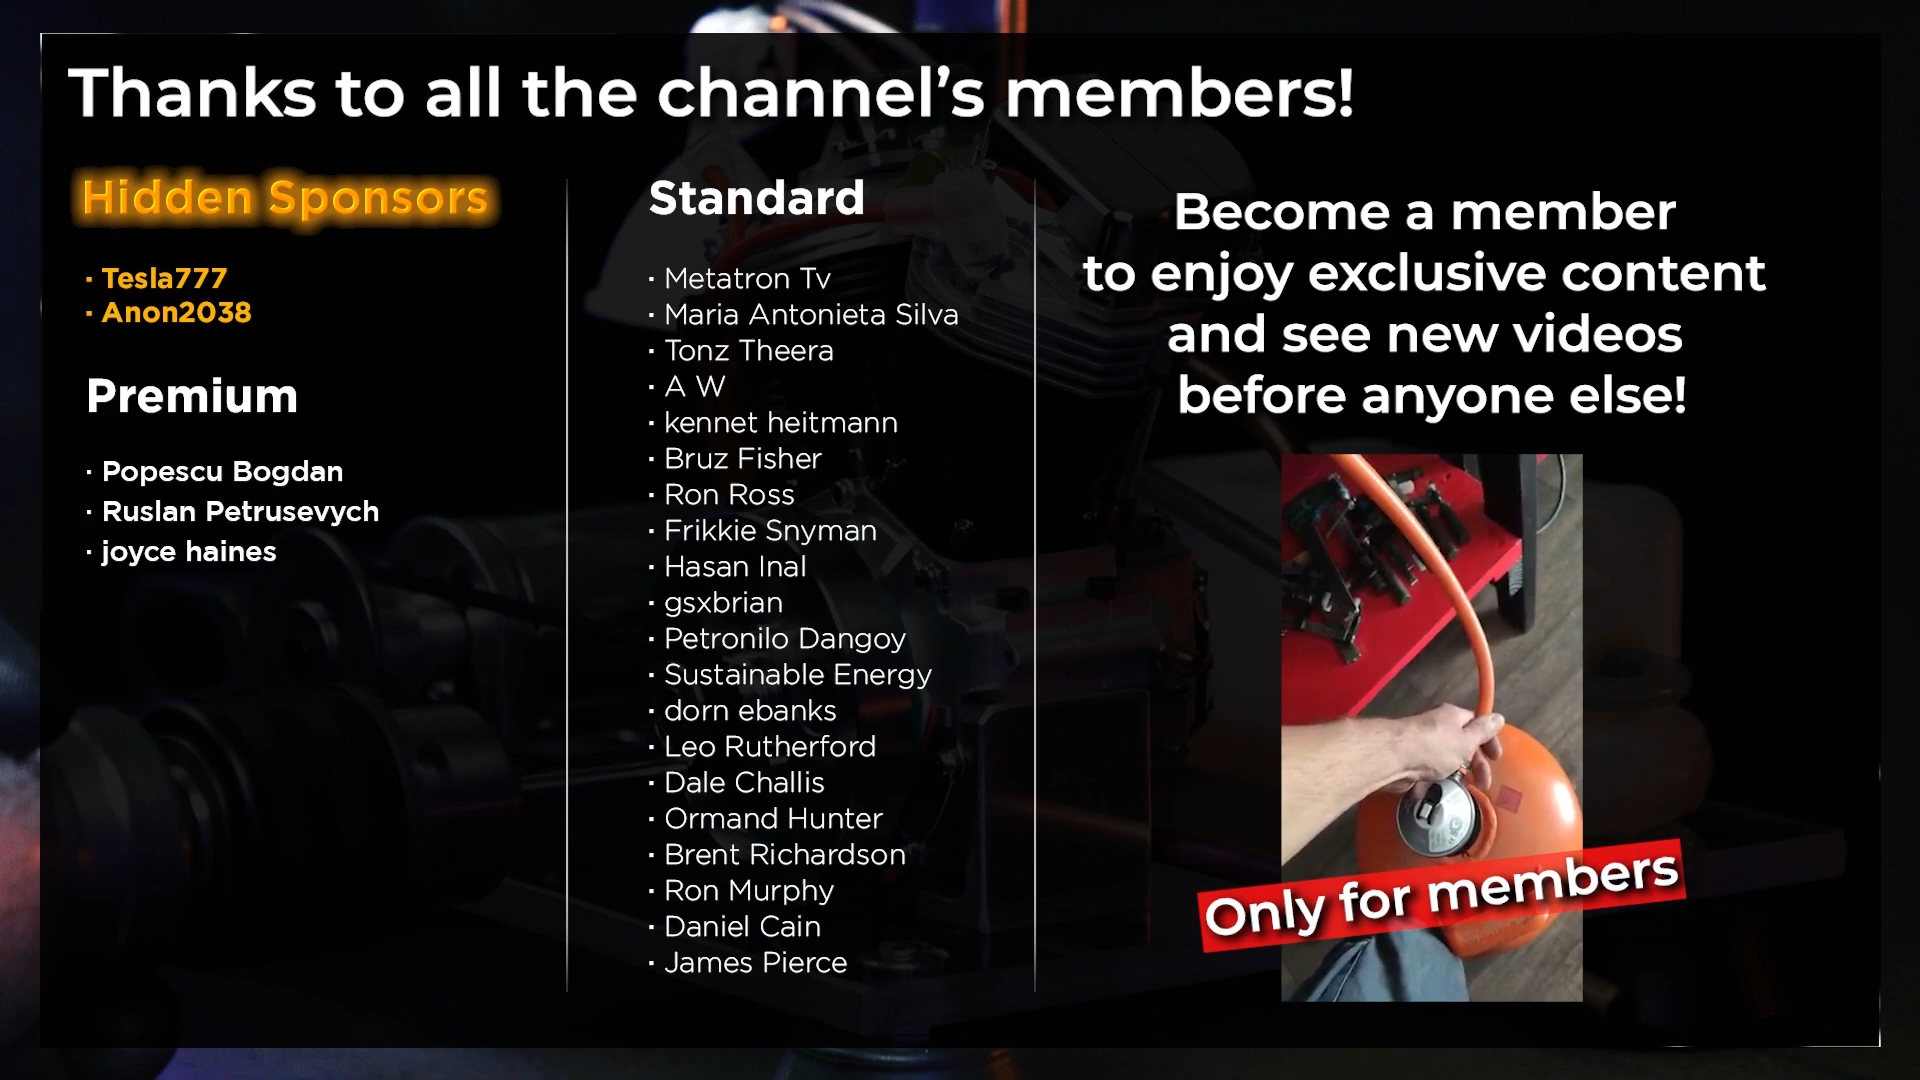 Thanks to all the channel's members!
Hidden Sponsors
· Tesla777
· Anon2038
Premium
· Popescu Bogdan
· Ruslan Petrusevych
· joyce haines
Standard
· Metatron Tv
· Maria Antonieta Silva
· Tonz Theera
· A W
· kennet heitmann
· Bruz Fisher
· Ron Ross
· Frikkie Snyman
· Hasan Inal
· gsxbrian
· Petronilo Dangoy
· Sustainable Energy
· dorn ebanks
· Leo Rutherford
· Dale Challis
· Ormand Hunter
· Brent Richardson
· Ron Murphy
· Daniel Cain
· James Pierce
Become a member
to enjoy exclusive content
and see new videos
before anyone else!
Only for members